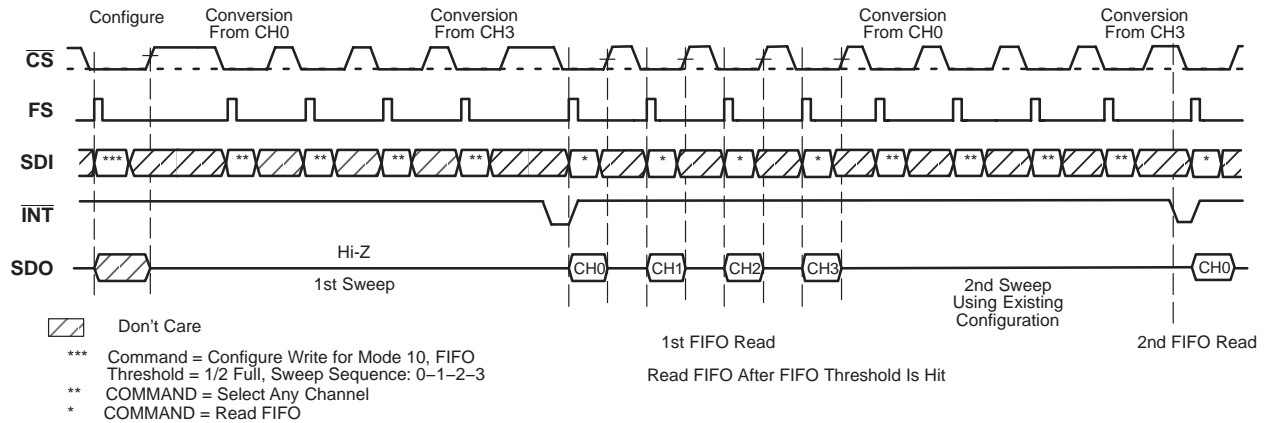 Configure
Conversion
From CH0
Conversion
From CH3
Conversion
From CH0
Conversion
From CH3
CS
FS
SDI
*** ** ** ** ** * * * * ** ** ** ** *
INT
SDO
Hi-Z
1st Sweep
CH0
CH1
CH2
CH3
2nd Sweep
Using Existing
Configuration
CH0
Don't Care
1st FIFO Read
2nd FIFO Read
*** Command = Configure Write for Mode 10, FIFO
Threshold = 1/2 Full, Sweep Sequence: 0–1–2–3
Read FIFO After FIFO Threshold Is Hit
** COMMAND = Select Any Channel
* COMMAND = Read FIFO